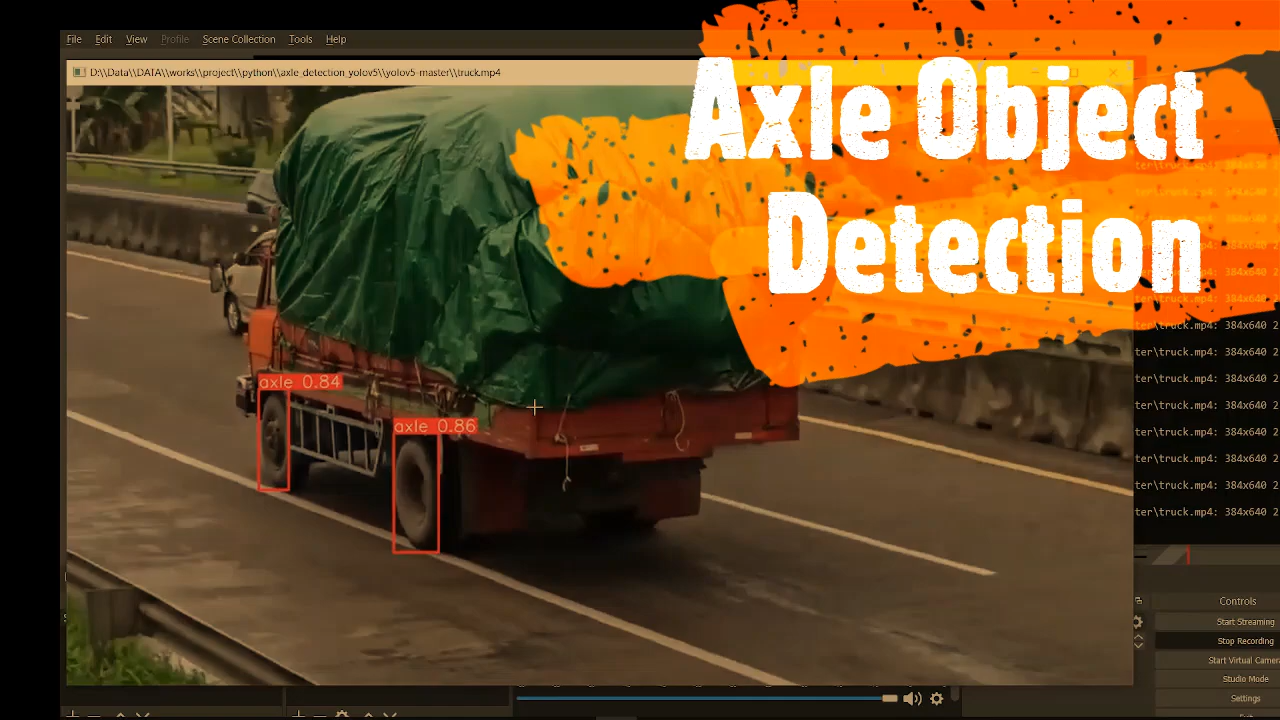 Axle Object
Detection
File Edit View Profile Scene Collection Tools Help
D:\\Data\\DATA\\works\\project\\python\\axle_detection_yolov5\\yolov5-master\\truck.mp4
axle 0.84
axle 0.86
ter\truck.mp4: 384x640 2
ter\truck.mp4: 384x640 2
ter\truck.mp4: 384x640 2
ter\truck.mp4: 384x640 2
ter\truck.mp4: 384x640 2
ter\truck.mp4: 384x640 2
ter\truck.mp4: 384x640 2
ter\truck.mp4: 384x640 2
Controls
Start Streaming
Stop Recording
Start Virtual Camera
Studio Mode
Settings